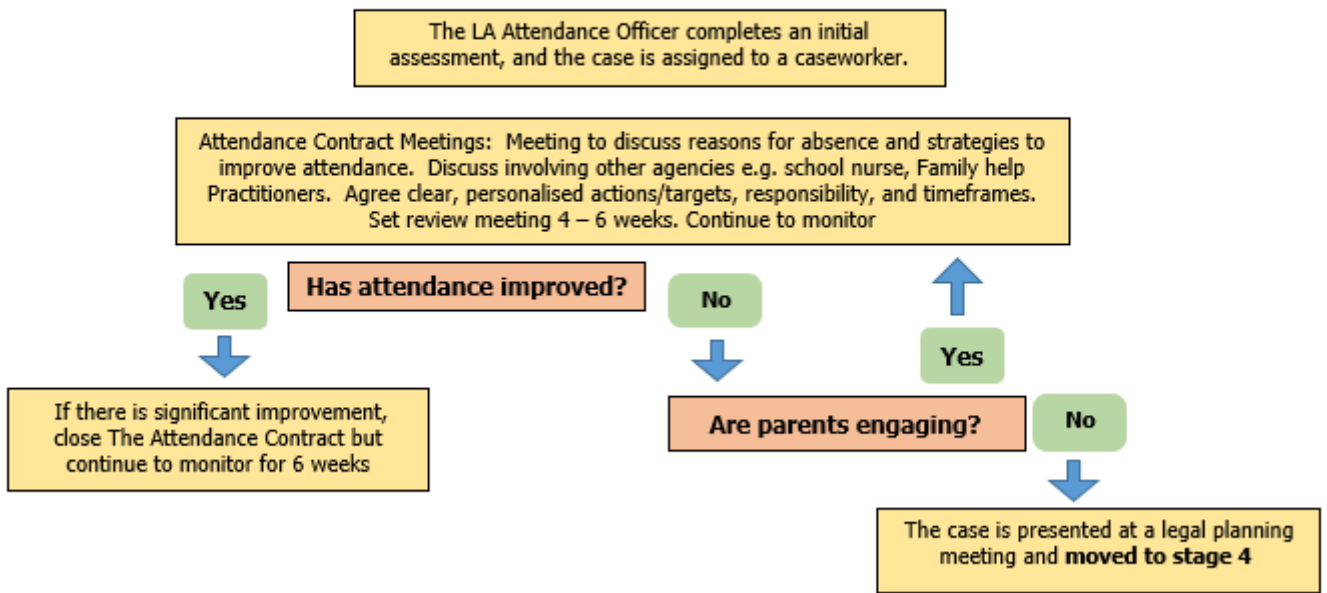 The LA Attendance Officer completes an initial
assessment, and the case is assigned to a caseworker.
Attendance Contract Meetings: Meeting to discuss reasons for absence and strategies to
improve attendance. Discuss involving other agencies e.g. school nurse, Family help
Practitioners. Agree clear, personalised actions/targets, responsibility, and timeframes.
Set review meeting 4 – 6 weeks. Continue to monitor
Yes
Has attendance improved?
No
Yes
If there is significant improvement,
close The Attendance Contract but
continue to monitor for 6 weeks
Are parents engaging?
No
The case is presented at a legal planning
meeting and moved to stage 4